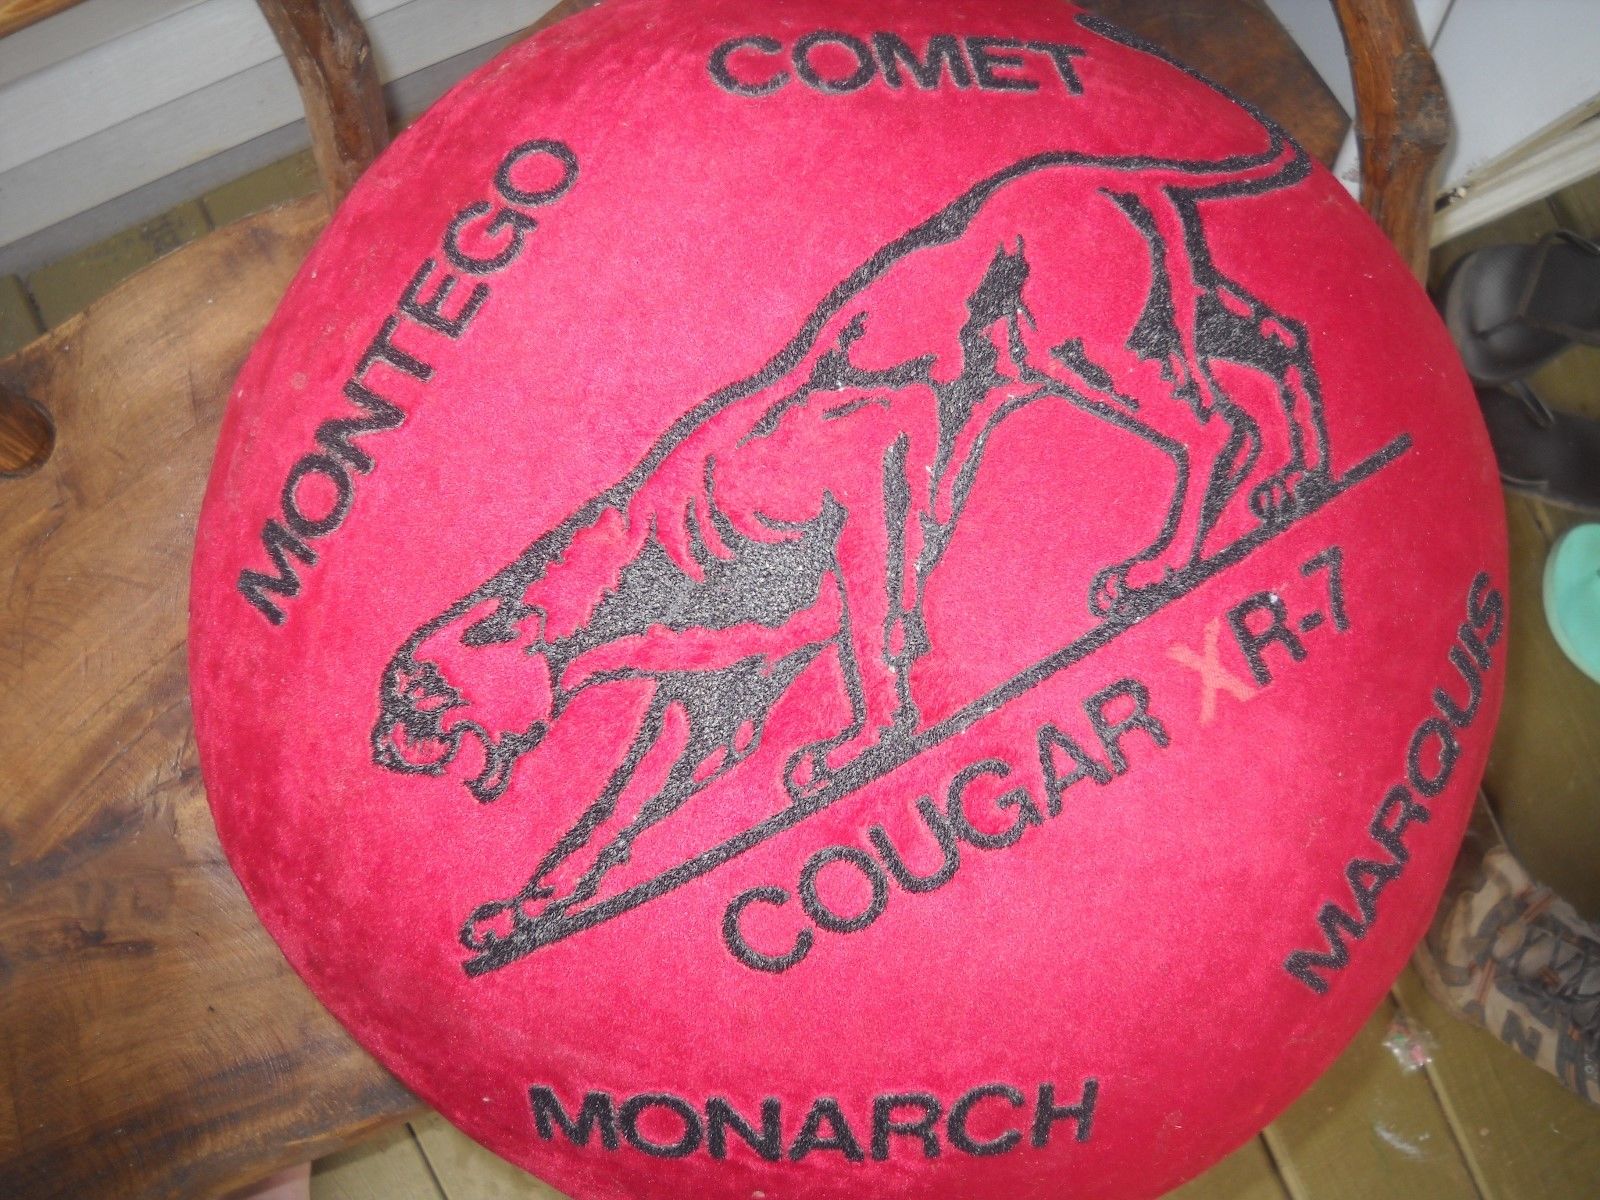 COMET
MONTEGO
COUGAR XR-7
MARQUIS
MONARCH